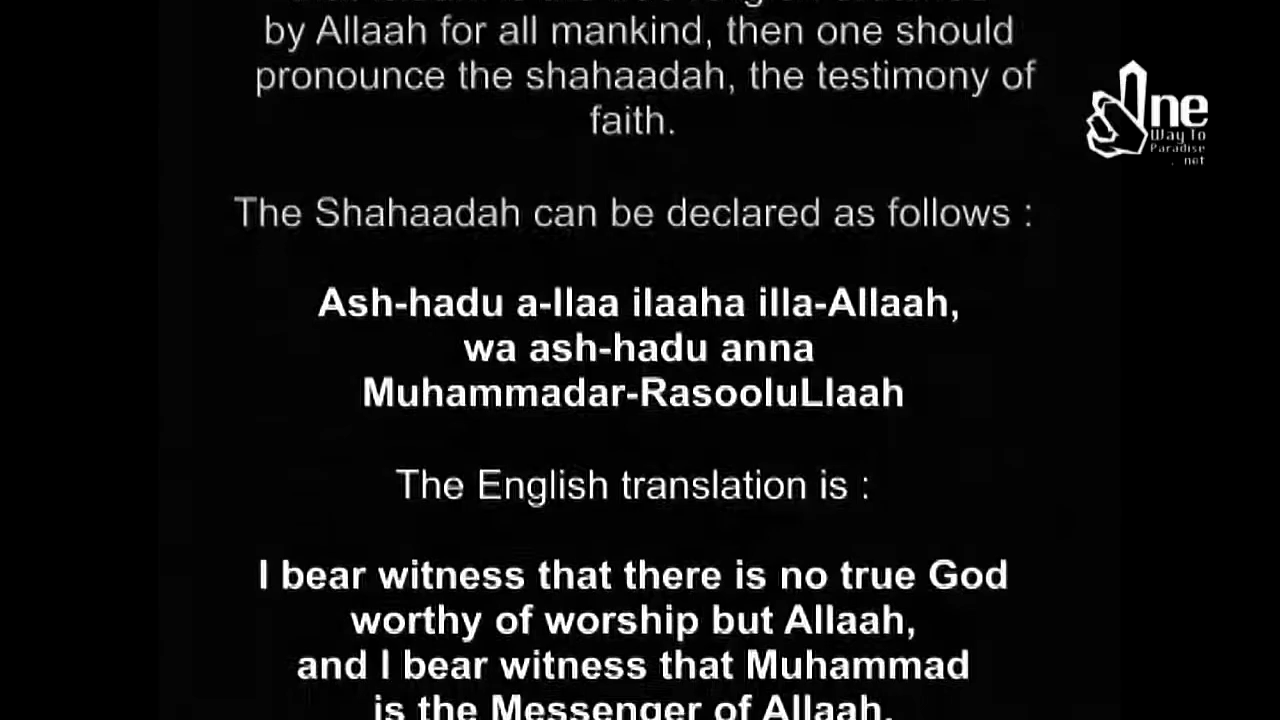 by Allaah for all mankind, then one should
pronounce the shahaadah, the testimony of
faith.
The Shahaadah can be declared as follows :
Ash-hadu a-llaa ilaaha illa-Allaah,
wa ash-hadu anna
Muhammadar-RasooluLlaah
The English translation is :
I bear witness that there is no true God
worthy of worship but Allaah,
and I bear witness that Muhammad
is the Messenger of Allaah.
ne
Way To
Paradise
.net